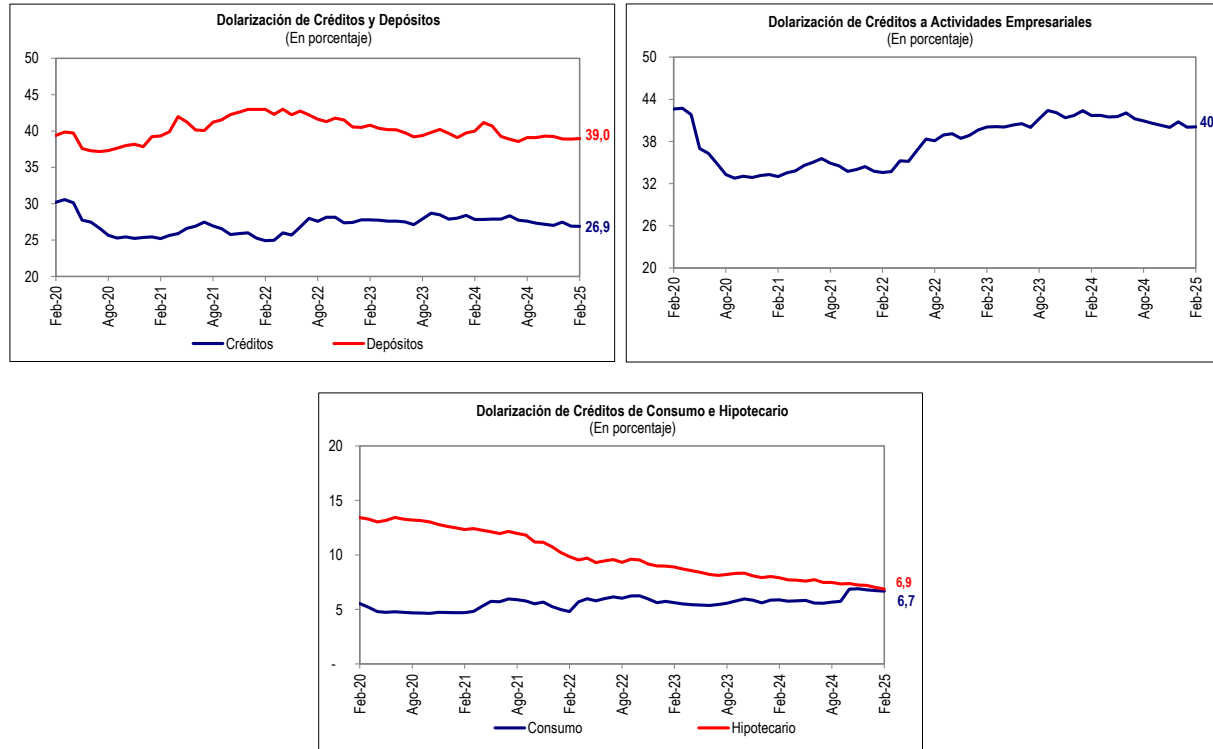 Dolarización de Créditos y Depósitos
(En porcentaje)
50
45
40
35
30
25
20
39,0
26,9
Feb-20
Ago-20
Feb-21
Ago-21
Feb-22
Ago-22
Feb-23
Ago-23
Feb-24
Ago-24
Feb-25
Créditos
Depósitos
Dolarización de Créditos a Actividades Empresariales
(En porcentaje)
50
44
38
32
26
20
40
Feb-20
Ago-20
Feb-21
Ago-21
Feb-22
Ago-22
Feb-23
Ago-23
Feb-24
Ago-24
Feb-25
Dolarización de Créditos de Consumo e Hipotecario
(En porcentaje)
20
15
10
5
-
6,9
6,7
Feb-20
Ago-20
Feb-21
Ago-21
Feb-22
Ago-22
Feb-23
Ago-23
Feb-24
Ago-24
Feb-25
Consumo
Hipotecario